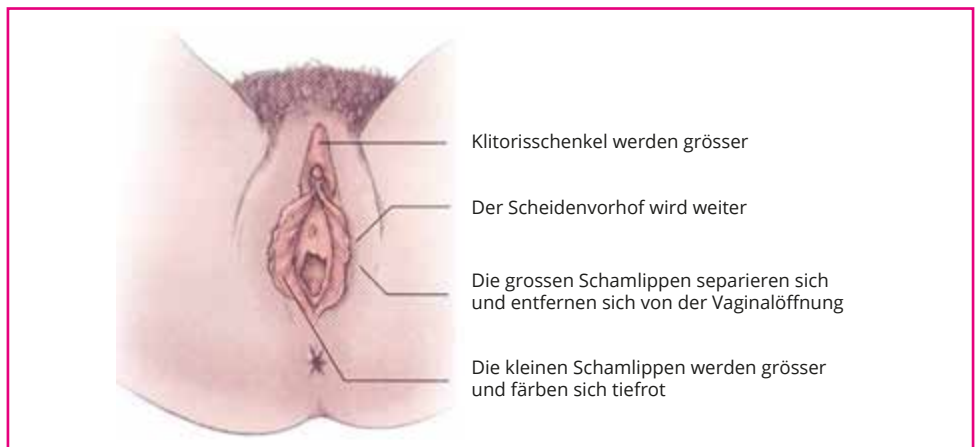 Klitorisschenkel werden grösser
Der Scheidenvorhof wird weiter
Die grossen Schamlippen separieren sich
und entfernen sich von der Vaginalöffnung
Die kleinen Schamlippen werden grösser
und färben sich tiefrot